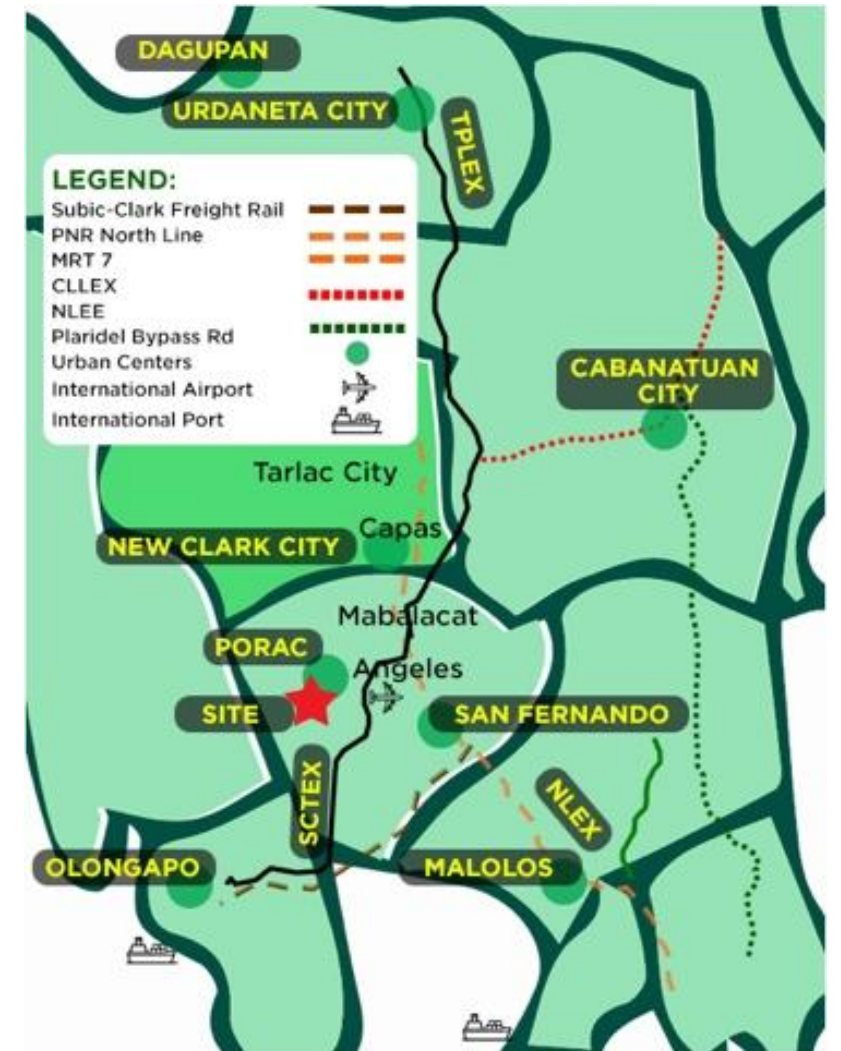 DAGUPAN
URDANETA CITY
TPLEX
LEGEND:
Subic-Clark Freight Rail
PNR North Line
MRT 7
CLLEX
NLEE
Plaridel Bypass Rd
Urban Centers
International Airport
International Port
CABANATUAN
CITY
Tarlac City
Capas
NEW CLARK CITY
Mabalacat
PORAC
Angeles
SITE
SAN FERNANDO
SCTEX
NLEX
OLONGAPO
MALOLOS